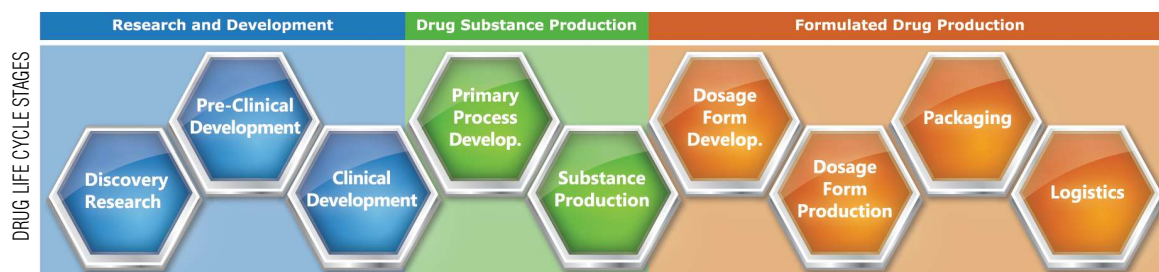 Research and Development
Drug Substance Production
Formulated Drug Production
DRUG LIFE CYCLE STAGES
Discovery
Research
Pre-Clinical
Development
Clinical
Development
Primary
Process
Develop.
Substance
Production
Dosage
Form
Develop.
Dosage
Form
Production
Packaging
Logistics